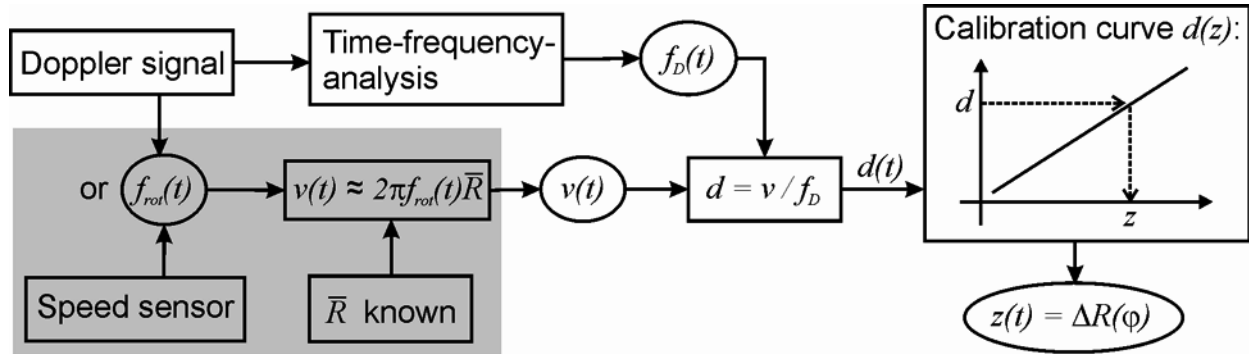 Doppler signal
Time-frequency-
analysis
f_D(t)
Calibration curve d(z):
d
z
or
f_rot(t)
v(t) ≈ 2πf_rot(t)R̄
v(t)
d = v / f_D
d(t)
Speed sensor
R̄ known
z(t) = ΔR(φ)